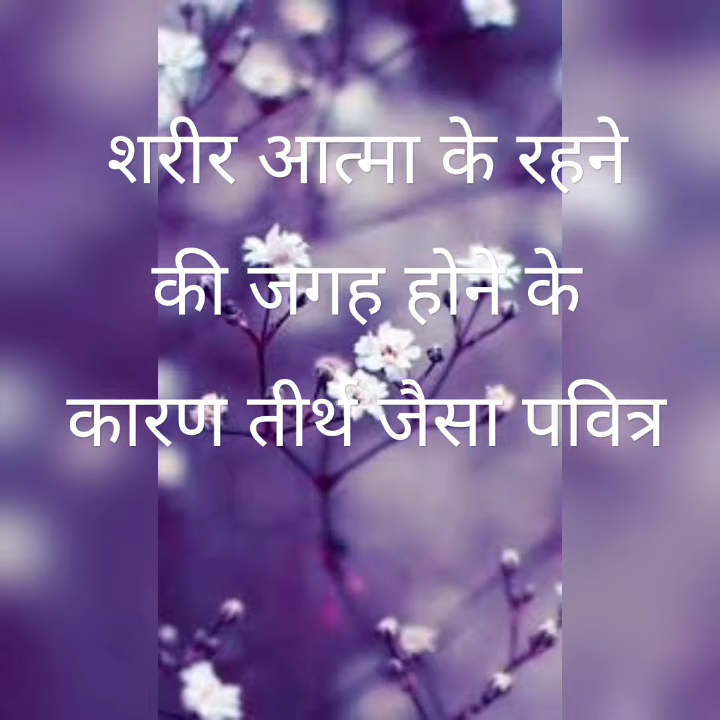 शरीर आत्मा के रहने
की जगह होने के
कारण तीर्थ जैसा पवित्र